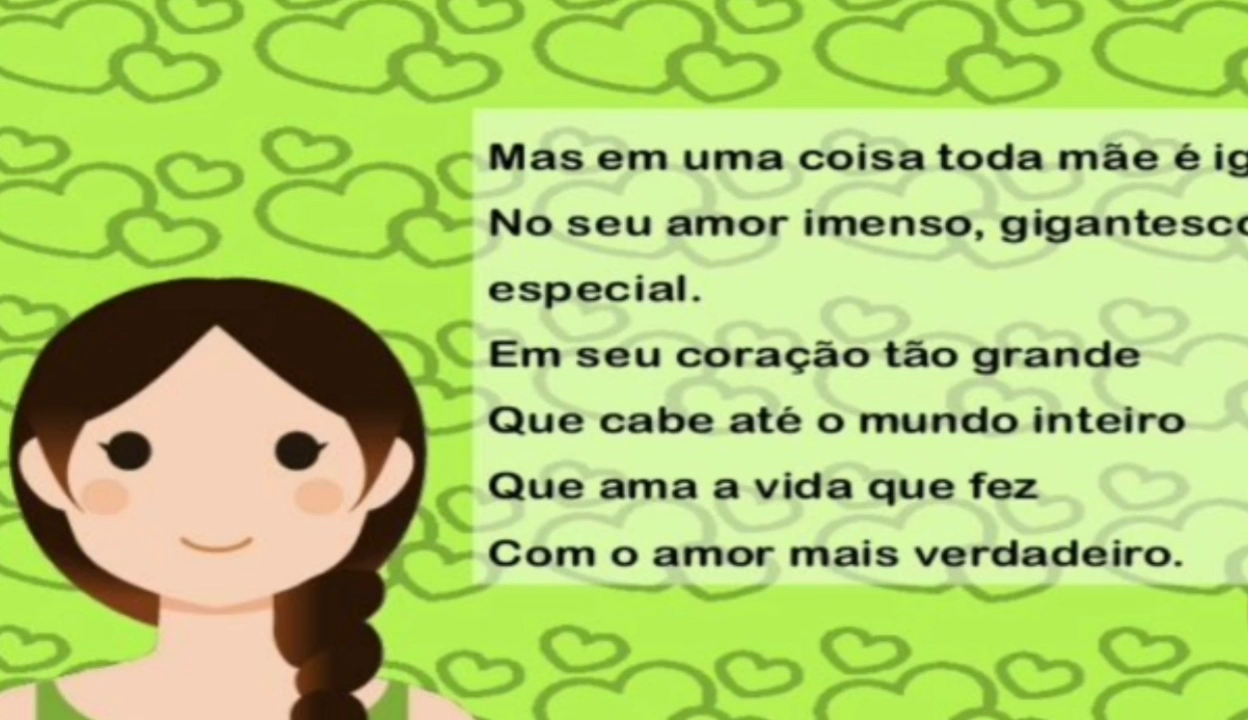 Mas em uma coisa toda mãe é
No seu amor imenso, gigantesco
especial.
Em seu coração tão grande
Que cabe até o mundo inteiro
Que ama a vida que fez
Com o amor mais verdadeiro.